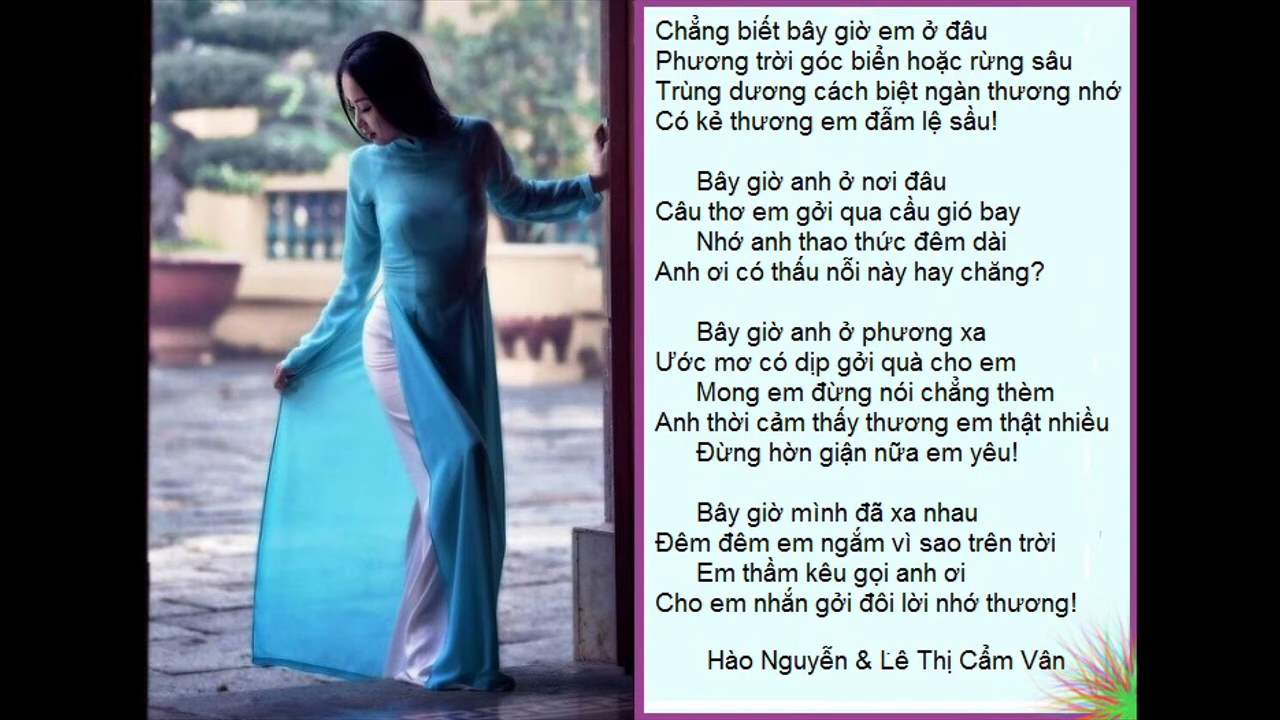 Chẳng biết bây giờ em ở đâu
Phương trời góc biển hoặc rừng sâu
Trùng dương cách biệt ngàn thương nhớ
Có kẻ thương em đẫm lệ sầu!
Bây giờ anh ở nơi đâu
Câu thơ em gởi qua cầu gió bay
Nhớ anh thao thức đêm dài
Anh ơi có thấu nỗi này hay chăng?
Bây giờ anh ở phương xa
Ước mơ có dịp gởi quà cho em
Mong em đừng nói chẳng thèm
Anh thời cảm thấy thương em thật nhiều
Đừng hờn giận nữa em yêu!
Bây giờ mình đã xa nhau
Đêm đêm em ngắm vì sao trên trời
Em thầm kêu gọi anh ơi
Cho em nhắn gởi đôi lời nhớ thương!
Hào Nguyễn & Lê Thị Cẩm Vân